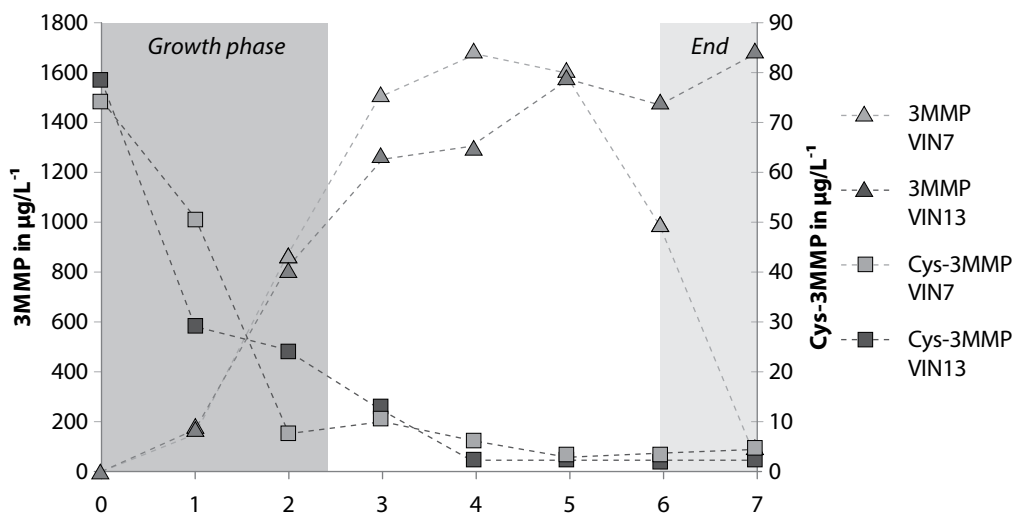 1800
1600
1400
1200
1000
800
600
400
200
0
3MMP in µg/L⁻¹
Growth phase
End
90
80
70
60
50
40
30
20
10
0
Cys-3MMP in µg/L⁻¹
0 1 2 3 4 5 6 7
3MMP
VIN7
3MMP
VIN13
Cys-3MMP
VIN7
Cys-3MMP
VIN13